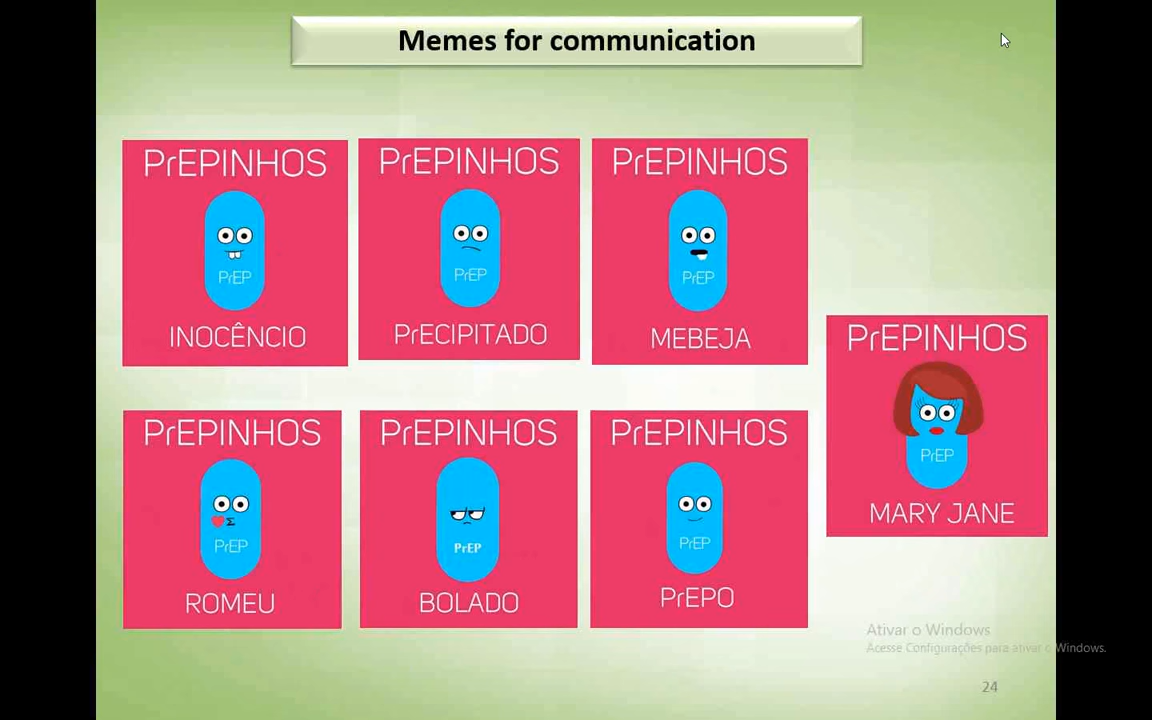 Memes for communication
PrEPINHOS
PrEP
INOCÊNCIO
PrEPINHOS
PrEP
PrECIPITADO
PrEPINHOS
PrEP
MEBEJA
PrEPINHOS
PrEP
MARY JANE
PrEPINHOS
PrEP
ROMEU
PrEPINHOS
PrEP
BOLADO
PrEPINHOS
PrEP
PrEPO
Ativar o Windows
Acesse Configurações para ativar o Windows.
24